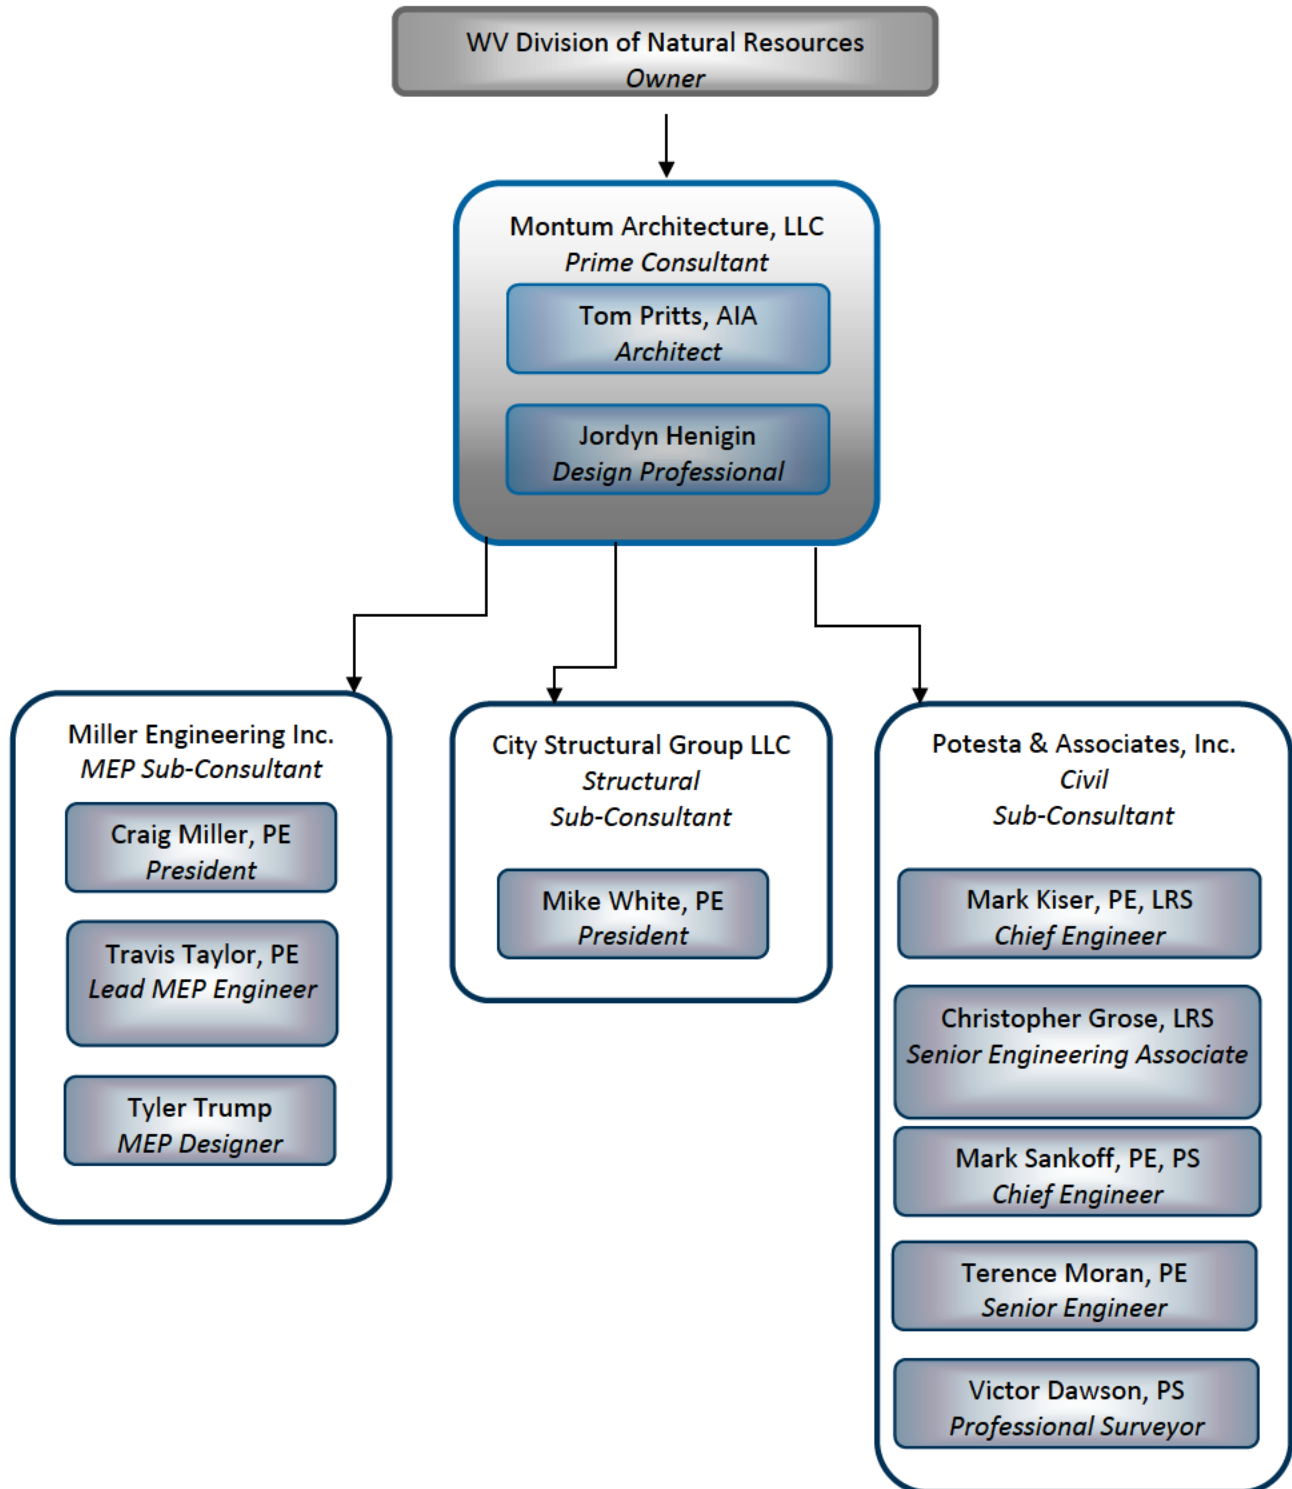 WV Division of Natural Resources
Owner
Montum Architecture, LLC
Prime Consultant
Tom Pritts, AIA
Architect
Jordyn Henigin
Design Professional
Miller Engineering Inc.
MEP Sub-Consultant
Craig Miller, PE
President
Travis Taylor, PE
Lead MEP Engineer
Tyler Trump
MEP Designer
City Structural Group LLC
Structural
Sub-Consultant
Mike White, PE
President
Potesta & Associates, Inc.
Civil
Sub-Consultant
Mark Kiser, PE, LRS
Chief Engineer
Christopher Grose, LRS
Senior Engineering Associate
Mark Sankoff, PE, PS
Chief Engineer
Terence Moran, PE
Senior Engineer
Victor Dawson, PS
Professional Surveyor